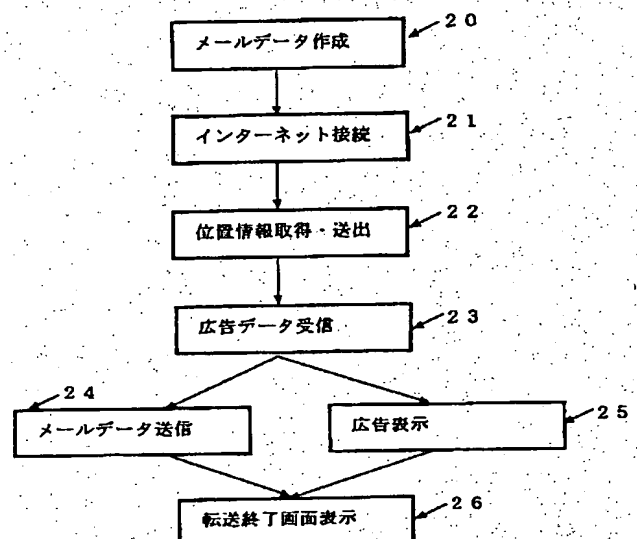 メールデータ作成
20
インターネット接続
21
位置情報取得・送出
22
広告データ受信
23
24
メールデータ送信
広告表示
25
転送終了画面表示
26